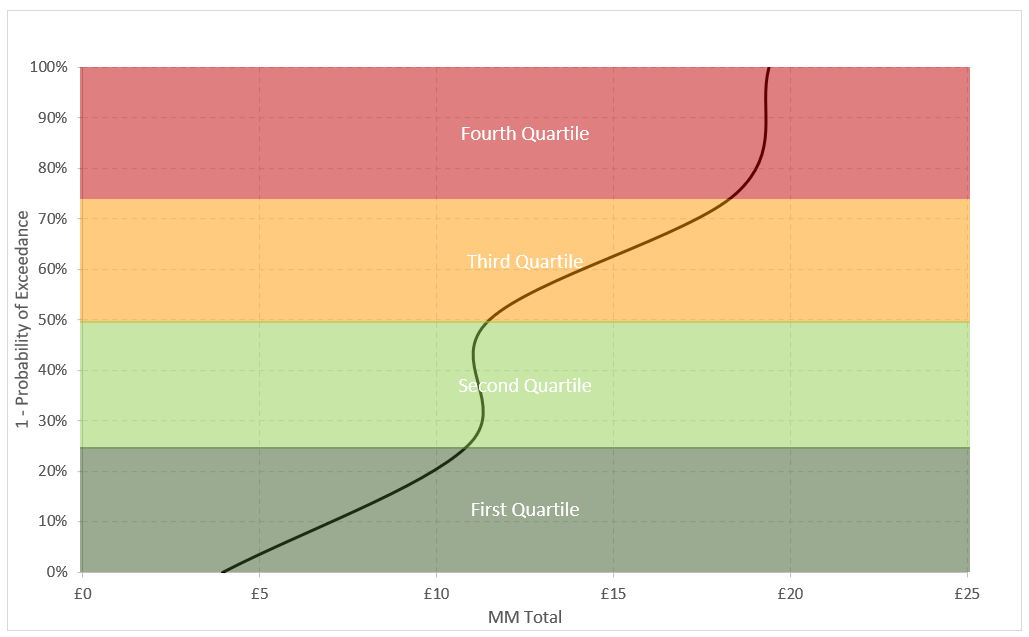 100%
90%
Fourth Quartile
80%
70%
Third Quartile
60%
50%
40%
Second Quartile
30%
20%
First Quartile
10%
0%
1 - Probability of Exceedance
£0 £5 £10 £15 £20 £25
MM Total